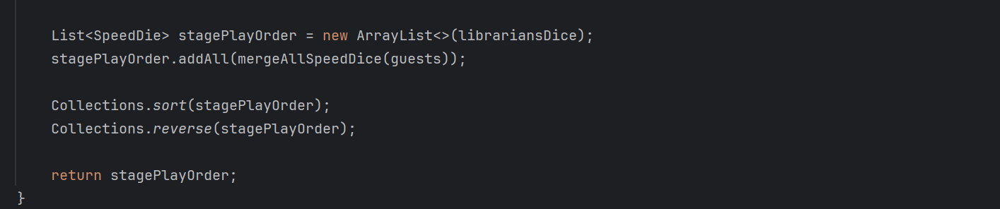 List<SpeedDie> stagePlayOrder = new ArrayList<>(librariansDice);
stagePlayOrder.addAll(mergeAllSpeedDice(guests));
Collections.sort(stagePlayOrder);
Collections.reverse(stagePlayOrder);
return stagePlayOrder;
}